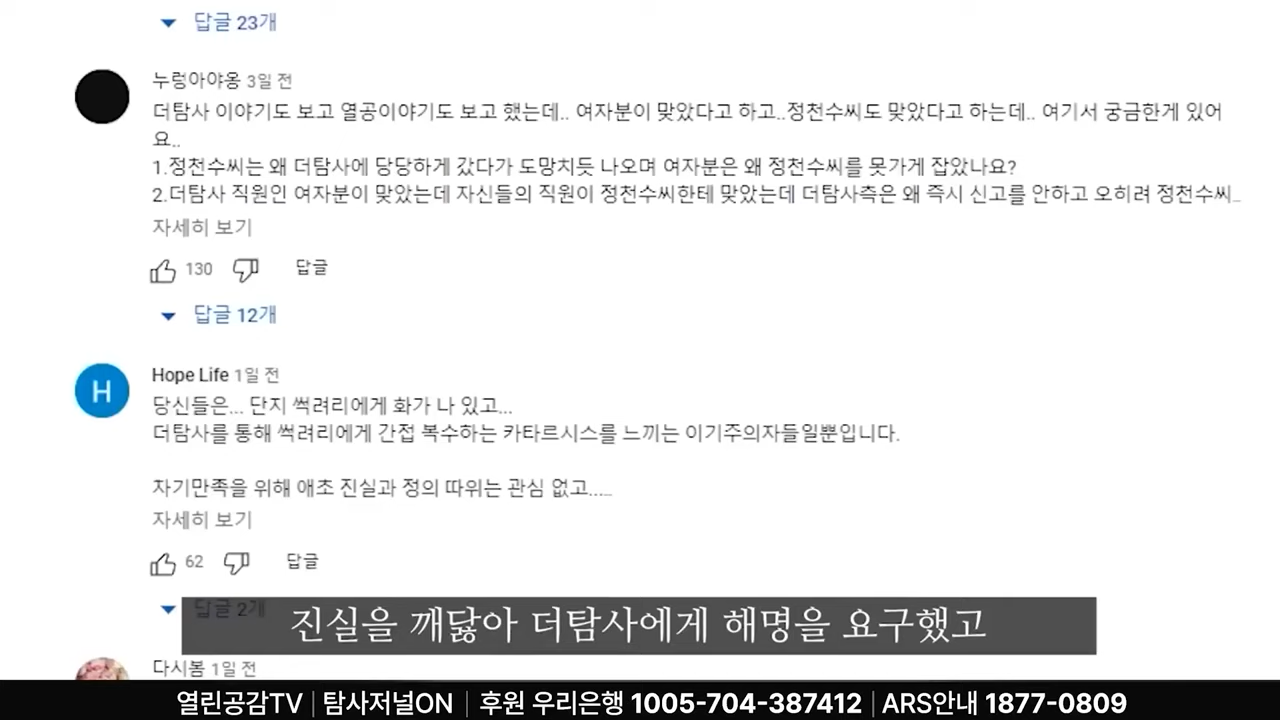 답글 23개
누렁아야옹 3일 전
더탐사 이야기도 보고 열공이야기도 보고 했는데.. 여자분이 맞았다고 하고..정천수씨도 맞았다고 하는데.. 여기서 궁금한게 있어
요..
1.정천수씨는 왜 더탐사에 당당하게 갔다가 도망치듯 나오며 여자분은 왜 정천수씨를 못가게 잡았나요?
2.더탐사 직원인 여자분이 맞았는데 자신들의 직원이 정천수씨한테 맞았는데 더탐사측은 왜 즉시 신고를 안하고 오히려 정천수씨...
자세히 보기
130 답글
답글 12개
H
Hope Life 1일 전
당신들은... 단지 썩려리에게 화가 나 있고...
더탐사를 통해 썩려리에게 간접 복수하는 카타르시스를 느끼는 이기주의자들일뿐입니다.
차기만족을 위해 애초 진실과 정의 따위는 관심 없고......
자세히 보기
62 답글
답글 2개
진실을 깨닳아 더탐사에게 해명을 요구했고
다시봄 1일 전
열린공감TV | 탐사저널ON | 후원 우리은행 1005-704-387412 | ARS안내 1877-0809